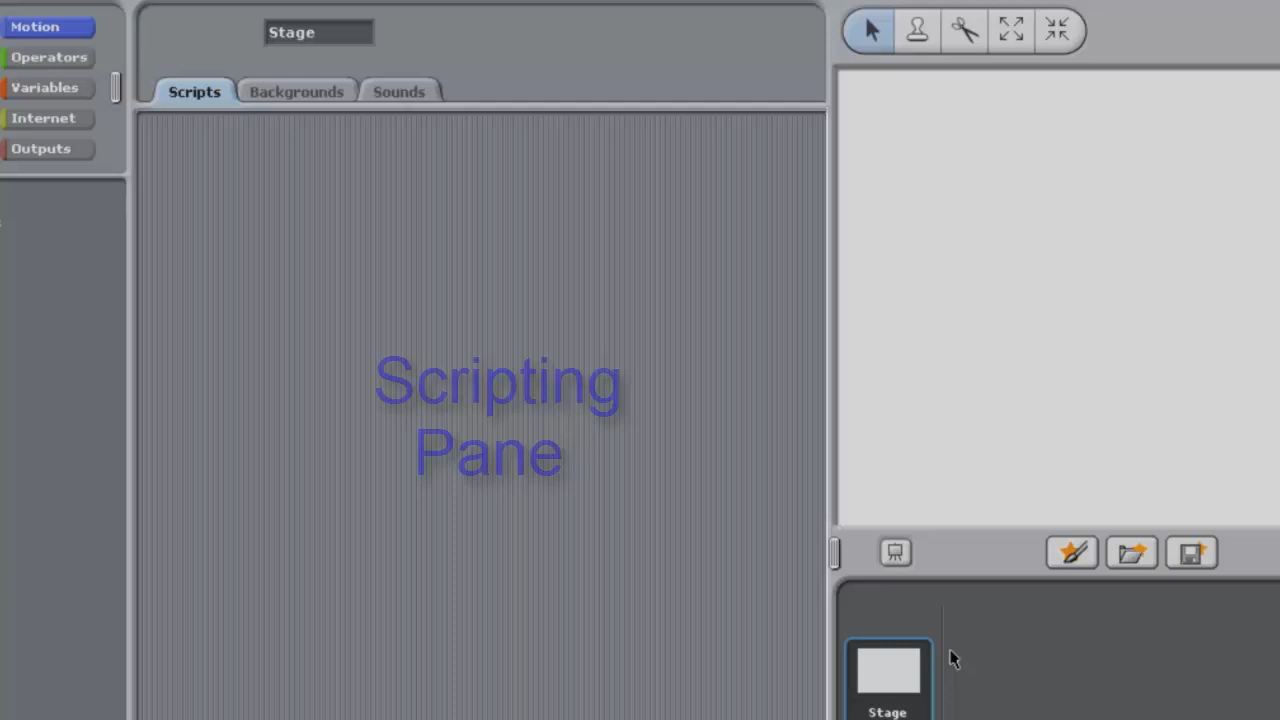 Motion
Operators
Variables
Internet
Outputs
Stage
Scripts
Backgrounds
Sounds
Scripting
Pane
Stage